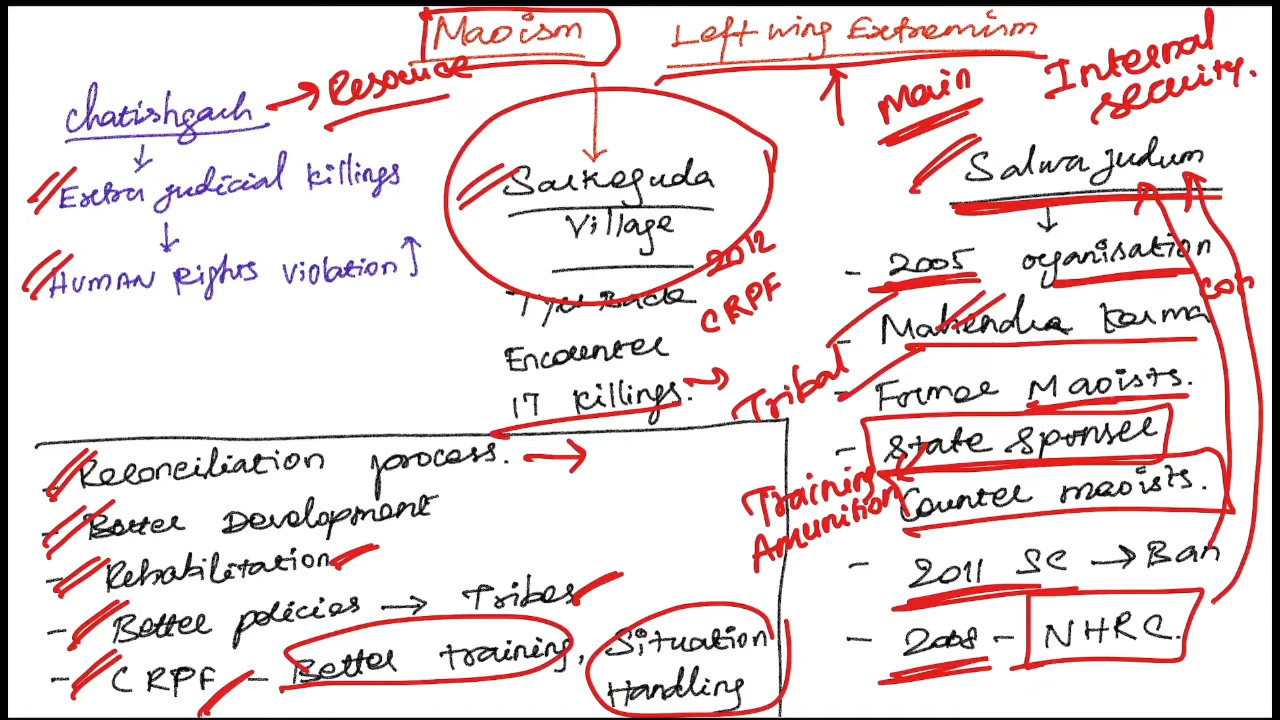 Maoism
Left wing Extremism
Internal
security.
Main
Chatishgarh → Resource
Extra judicial killings
HUMAN Rights violation ↑
Sarkeguda
Village
2012
CRPF
Encounter
17 killings.
Salwa judum
- 2005 organisation
- Mahendra Karma
Tribal
- Former Maoists.
- State Sponser
Training
Amunition
Counter maoists.
- 2011 SC → Ban
- 2008 - NHRC.
- Reconciliation process. →
- Better Development
- Rehabilitation
- Better policies → Tribes
- CRPF - Better training, Situation
Handling